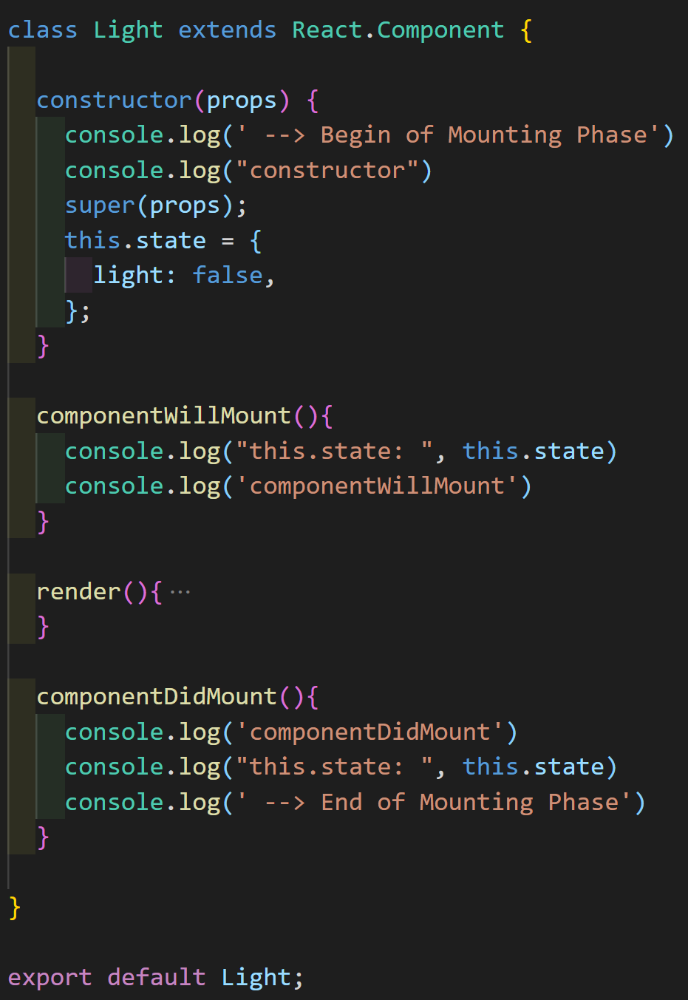 class Light extends React.Component {
constructor(props) {
console.log(' --> Begin of Mounting Phase')
console.log("constructor")
super(props);
this.state = {
light: false,
};
}
componentWillMount(){
console.log("this.state: ", this.state)
console.log('componentWillMount')
}
render(){ ···
}
componentDidMount(){
console.log('componentDidMount')
console.log("this.state: ", this.state)
console.log(' --> End of Mounting Phase')
}
}
export default Light;